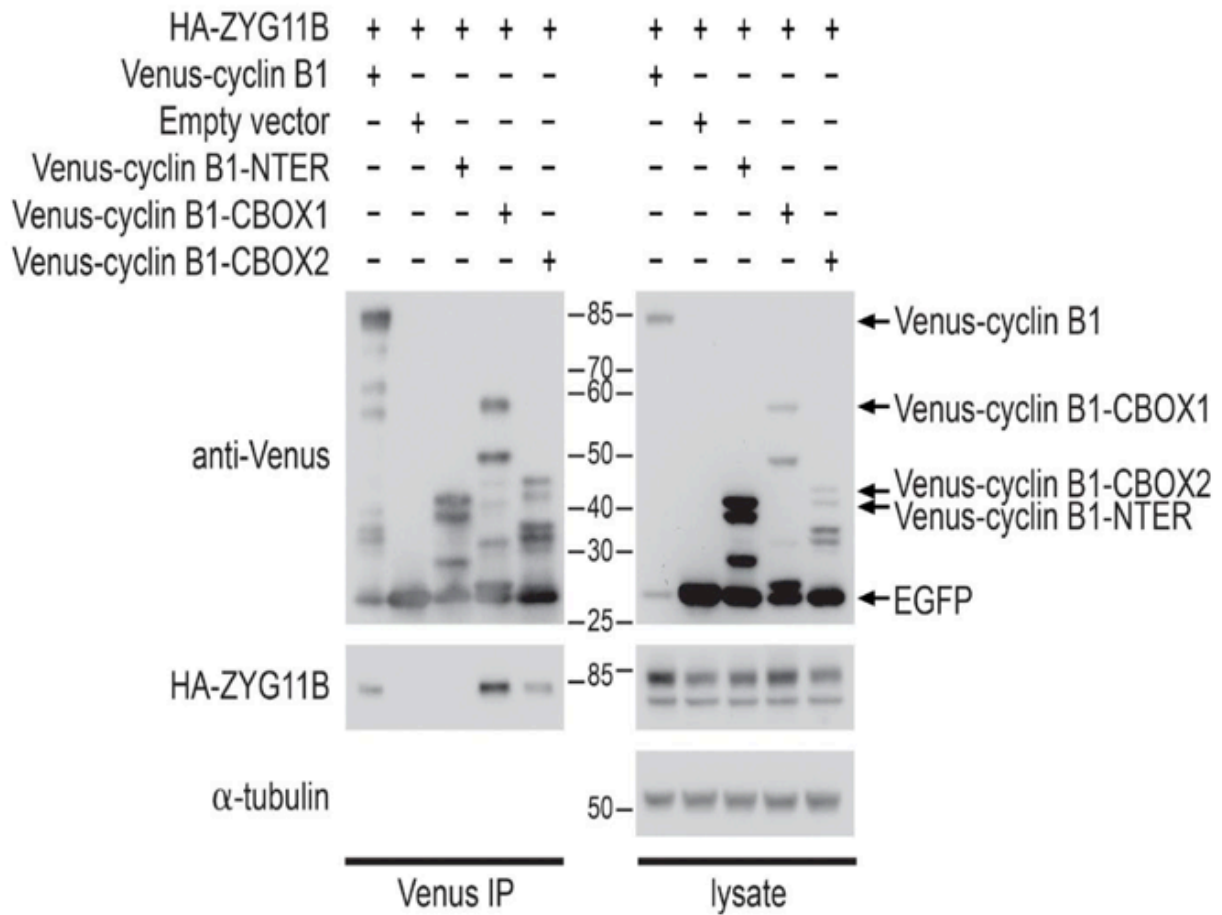 HA-ZYG11B + + + + + + + + + +
Venus-cyclin B1 + – – – – + – – – –
Empty vector – + – – – – + – – –
Venus-cyclin B1-NTER – – + – – – – + – –
Venus-cyclin B1-CBOX1 – – – + – – – – + –
Venus-cyclin B1-CBOX2 – – – – + – – – – +
–85– Venus-cyclin B1
–70–
–60– Venus-cyclin B1-CBOX1
anti-Venus –50–
Venus-cyclin B1-CBOX2
–40– Venus-cyclin B1-NTER
–30–
EGFP
–25–
HA-ZYG11B –85–
α-tubulin 50–
Venus IP lysate